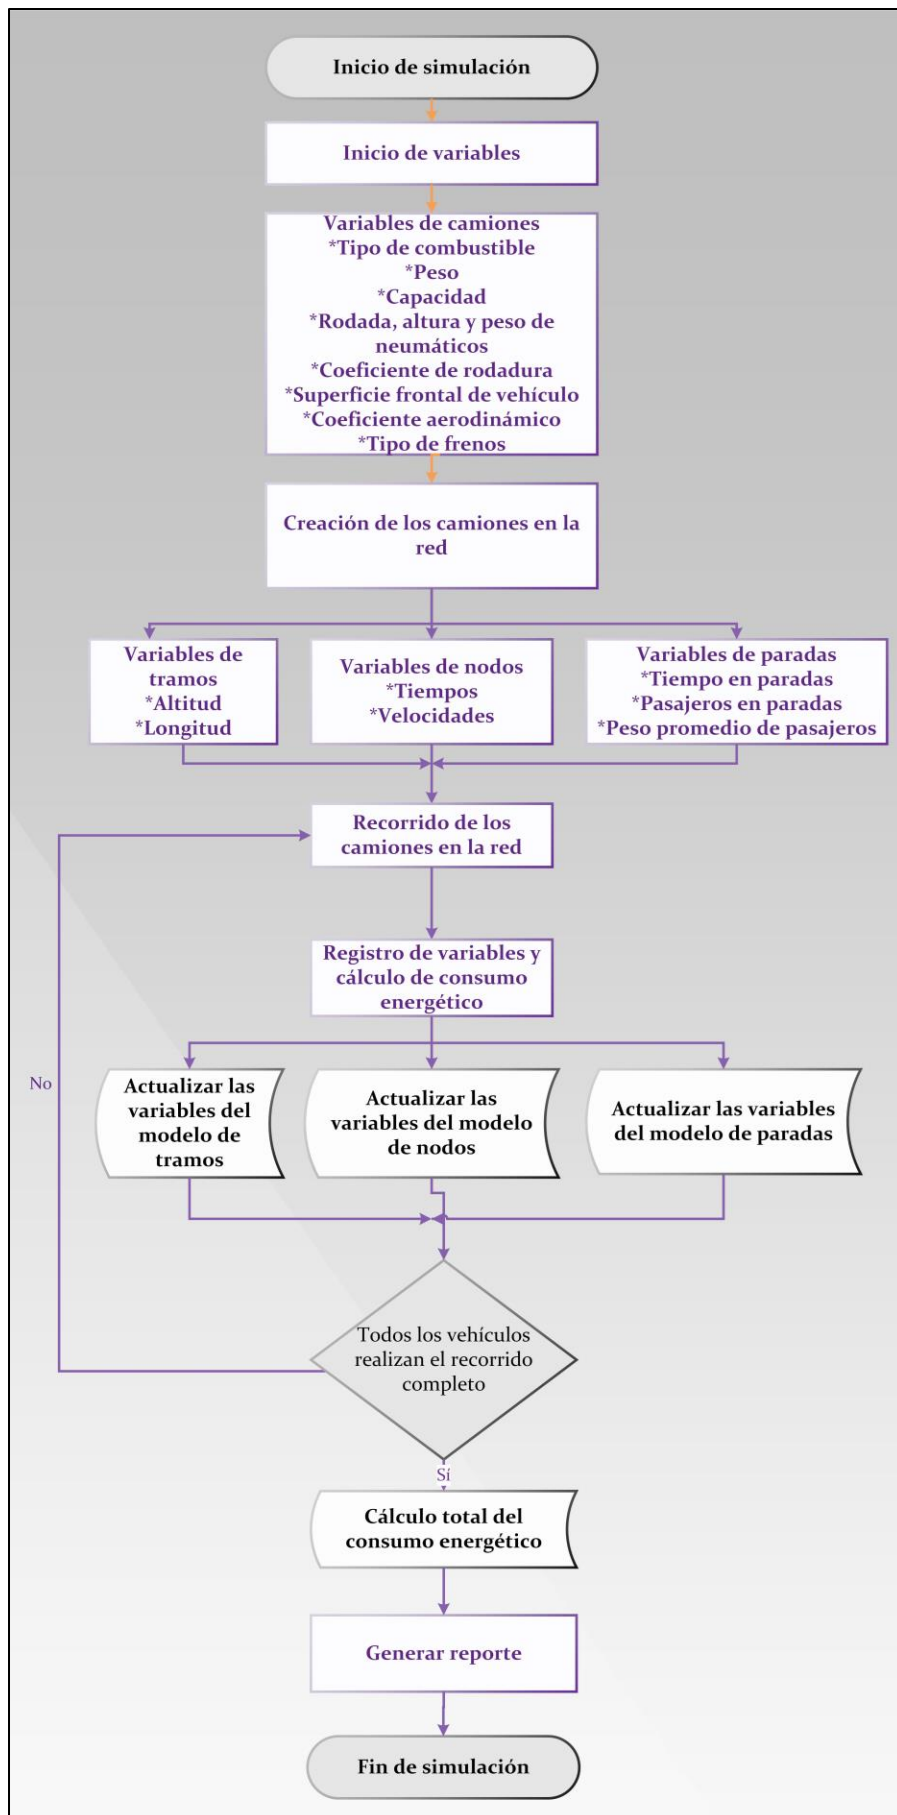 Inicio de simulación
Inicio de variables
Variables de camiones
*Tipo de combustible
*Peso
*Capacidad
*Rodada, altura y peso de
neumáticos
*Coeficiente de rodadura
*Superficie frontal de vehículo
*Coeficiente aerodinámico
*Tipo de frenos
Creación de los camiones en la
red
Variables de
tramos
*Altitud
*Longitud
Variables de nodos
*Tiempos
*Velocidades
Variables de paradas
*Tiempo en paradas
*Pasajeros en paradas
*Peso promedio de pasajeros
Recorrido de los
camiones en la red
Registro de variables y
cálculo de consumo
energético
No
Actualizar las
variables del
modelo de
tramos
Actualizar las
variables del modelo
de nodos
Actualizar las variables
del modelo de paradas
Todos los vehículos
realizan el recorrido
completo
Sí
Cálculo total del
consumo energético
Generar reporte
Fin de simulación